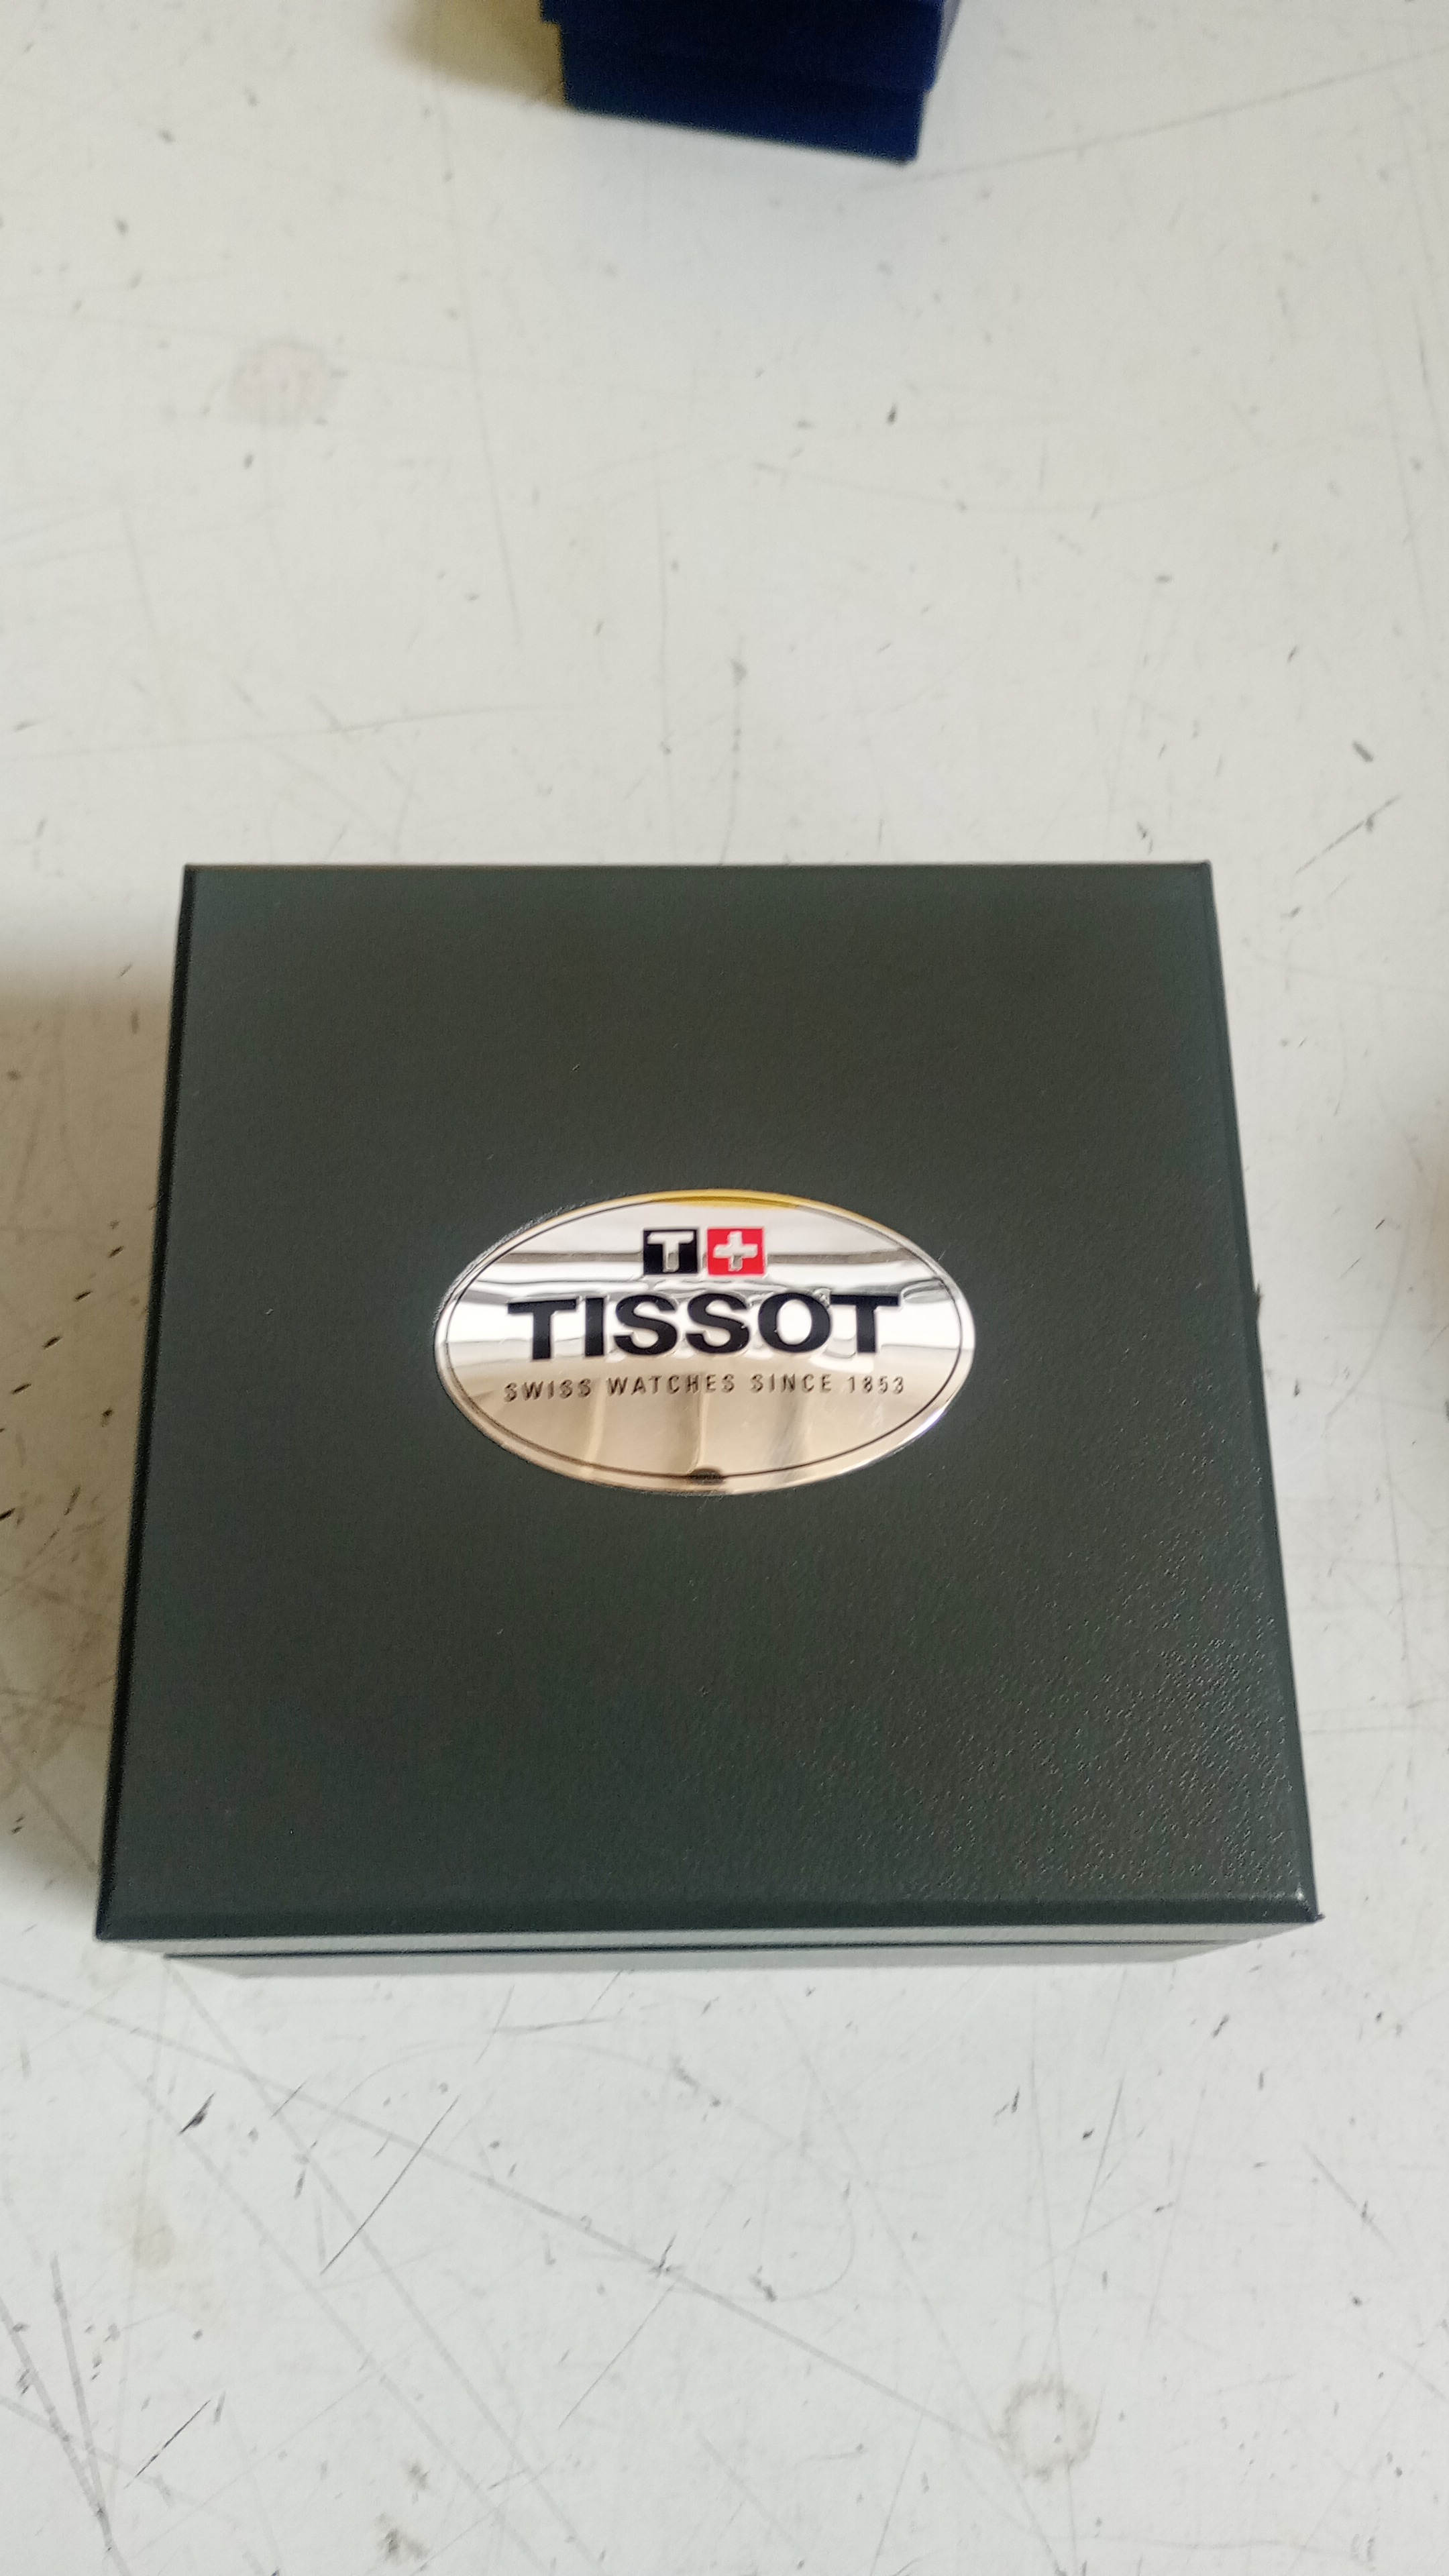 T+
TISSOT
SWISS WATCHES SINCE 1853